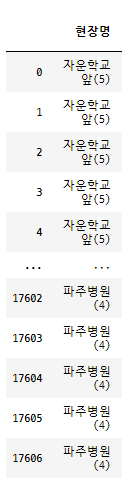 현장명
0 자운학교
앞(5)
1 자운학교
앞(5)
2 자운학교
앞(5)
3 자운학교
앞(5)
4 자운학교
앞(5)
... ...
17602 파주병원
(4)
17603 파주병원
(4)
17604 파주병원
(4)
17605 파주병원
(4)
17606 파주병원
(4)